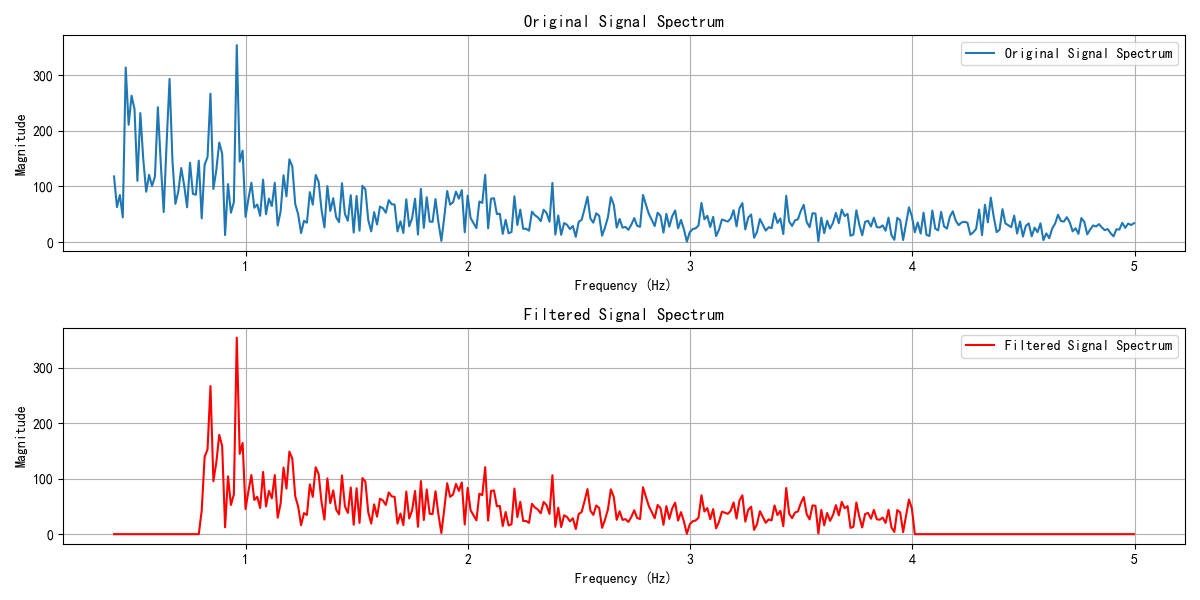 Original Signal Spectrum
Original Signal Spectrum
300
200
100
0
Magnitude
1 2 3 4 5
Frequency (Hz)
Filtered Signal Spectrum
Filtered Signal Spectrum
300
200
100
0
Magnitude
1 2 3 4 5
Frequency (Hz)